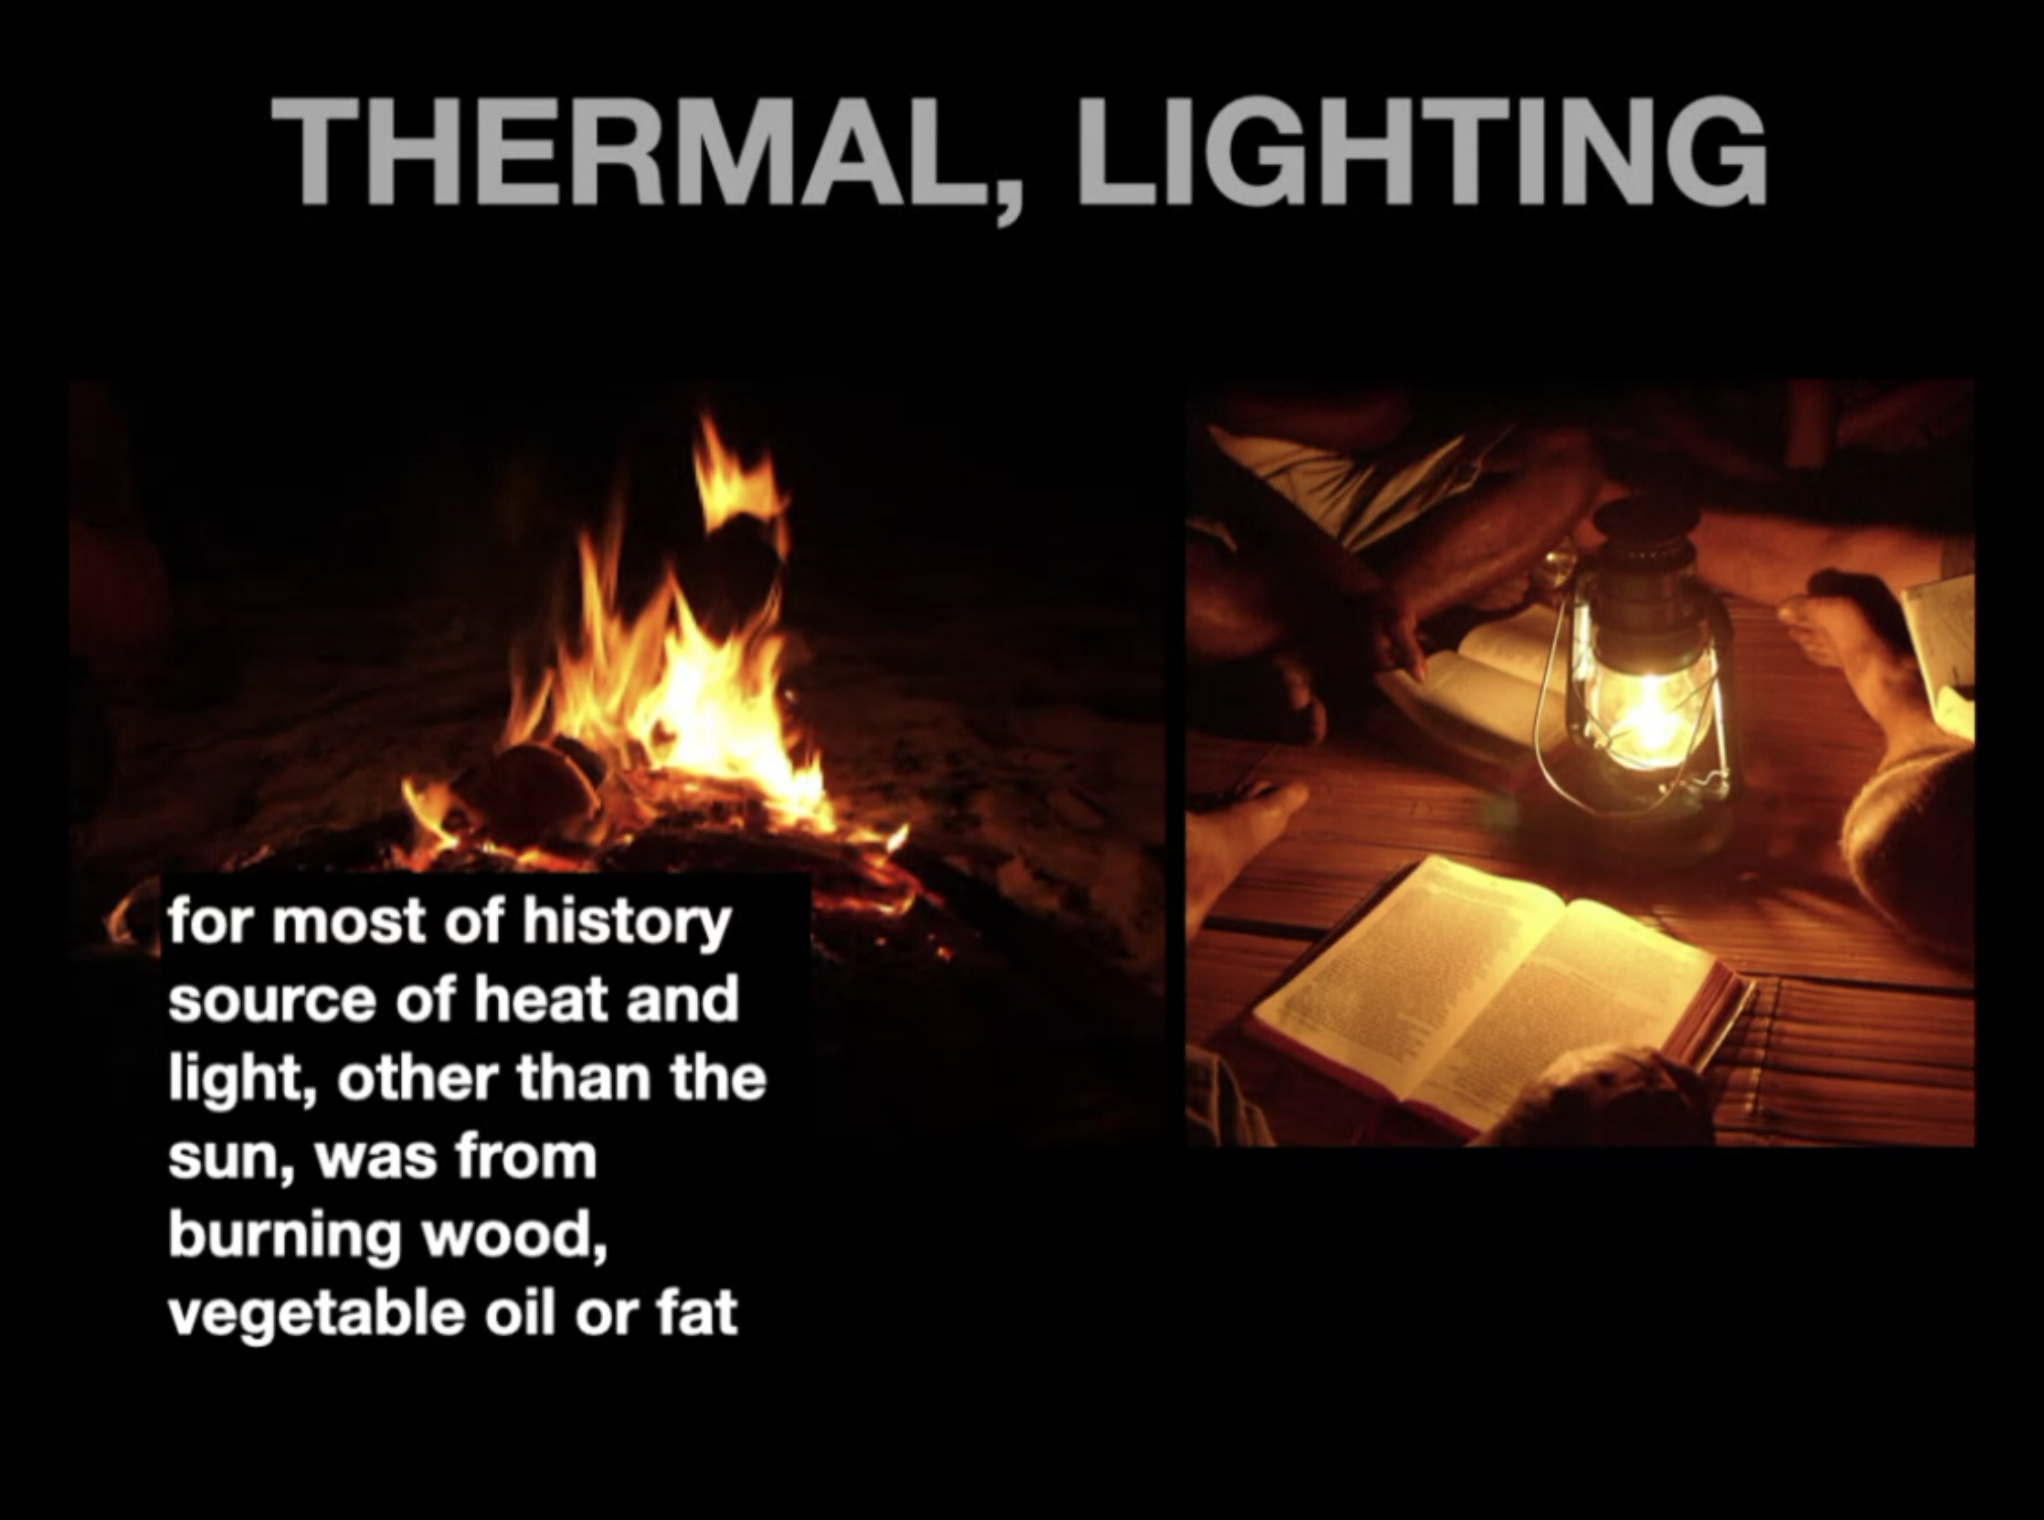 THERMAL, LIGHTING
for most of history
source of heat and
light, other than the
sun, was from
burning wood,
vegetable oil or fat